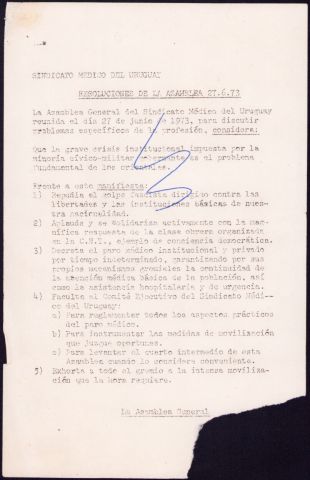 SINDICATO MEDICO DEL URUGUAY
RESOLUCIONES DE LA ASAMBLEA 27.6.73
La Asamblea General del Sindicato Médico del Uruguay
reunida el día 27 de junio de 1973, para discutir
problemas específicos de la profesión, considera:
Que la grave crisis institucional impuesta por la
minoría cívico-militar gobernante es el problema
fundamental de los orientales.
Frente a esto manifiesta:
1) Repudia el golpe fascista dirigido contra las
libertades y las instituciones básicas de nues-
tra nacionalidad.
2) Aplaude y se solidariza activamente con la mag-
nífica respuesta de la clase obrera organizada
en la C.N.T., ejemplo de conciencia democrática.
3) Decreta el paro médico institucional y privado
por tiempo indeterminado, garantizando por sus
propios mecanismos gremiales la continuidad de
la atención médica básica de la población, así
como la asistencia hospitalaria y de urgencia.
4) Faculta al Comité Ejecutivo del Sindicato Médi-
co del Uruguay:
a) Para reglamentar todos los aspectos prácticos
del paro médico.
b) Para instrumentar las medidas de movilización
que juzgue oportunas.
c) Para levantar el cuarto intermedio de esta
Asamblea cuando lo considere conveniente.
5) Exhorta a todo el gremio a la intensa moviliza-
ción que la hora requiere.
La Asamblea General